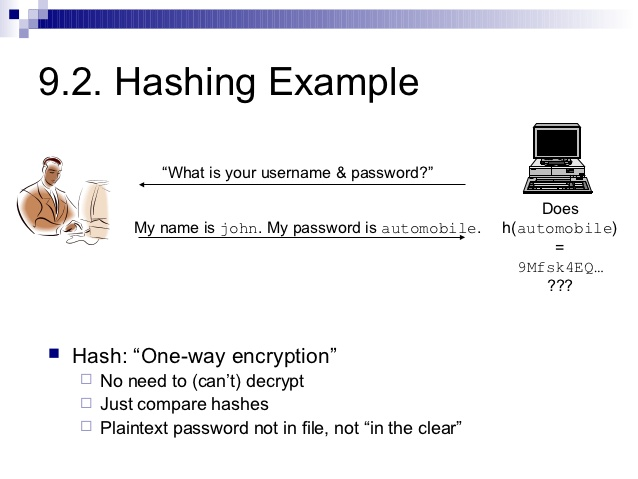 9.2. Hashing Example
“What is your username & password?”
My name is john. My password is automobile.
Does
h(automobile)
=
9Mfsk4EQ…
???
Hash: “One-way encryption”
No need to (can’t) decrypt
Just compare hashes
Plaintext password not in file, not “in the clear”